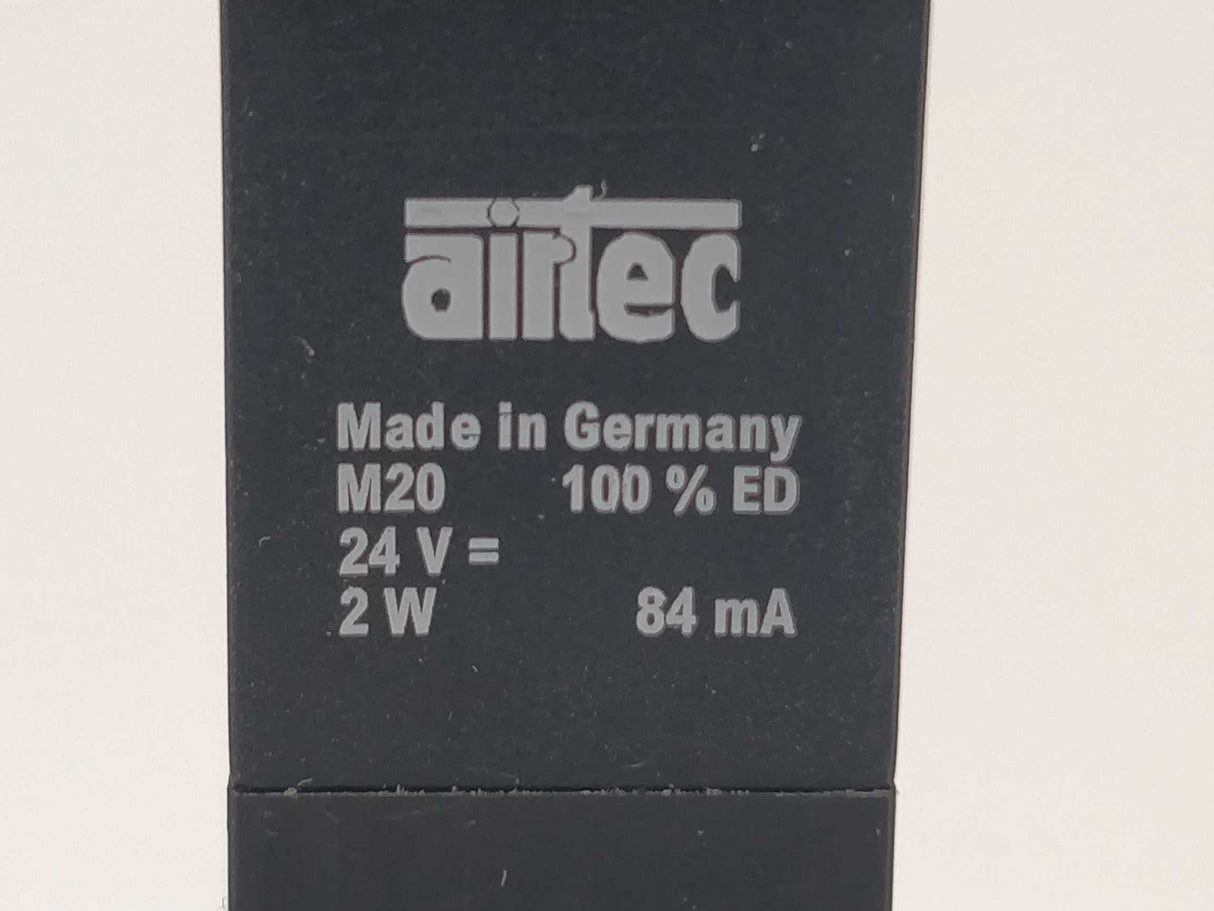 airtec
Made in Germany
M20 100 % ED
24 V =
2 W 84 mA